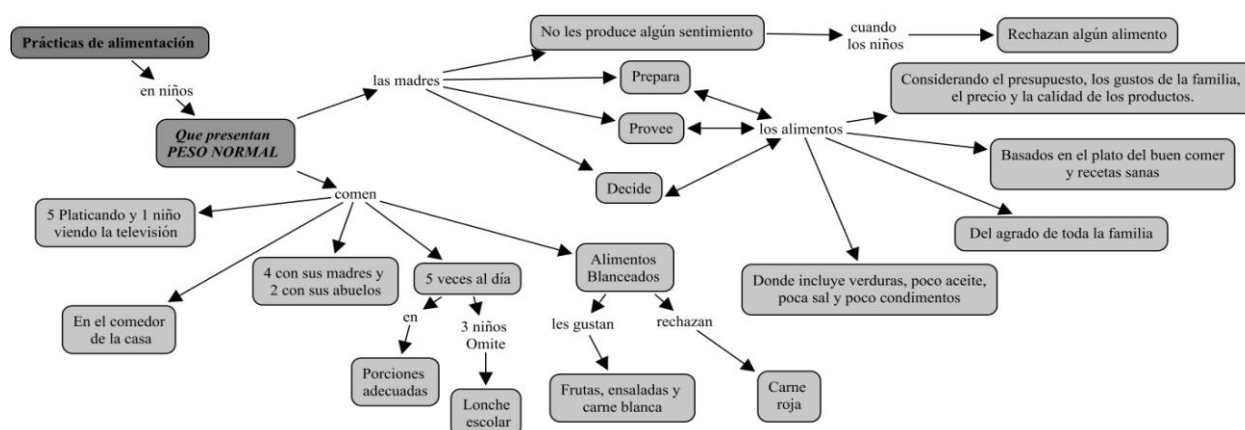 Prácticas de alimentación
en niños
Que presentan
PESO NORMAL
las madres
No les produce algún sentimiento
cuando
los niños
Rechazan algún alimento
Prepara
Provee
Decide
los alimentos
Considerando el presupuesto, los gustos de la familia,
el precio y la calidad de los productos.
Basados en el plato del buen comer
y recetas sanas
Del agrado de toda la familia
Donde incluye verduras, poco aceite,
poca sal y poco condimentos
comen
5 Platicando y 1 niño
viendo la televisión
En el comedor
de la casa
4 con sus madres y
2 con sus abuelos
5 veces al día
en
Porciones
adecuadas
3 niños
Omite
Lonche
escolar
Alimentos
Blanceados
les gustan
Frutas, ensaladas y
carne blanca
rechazan
Carne
roja